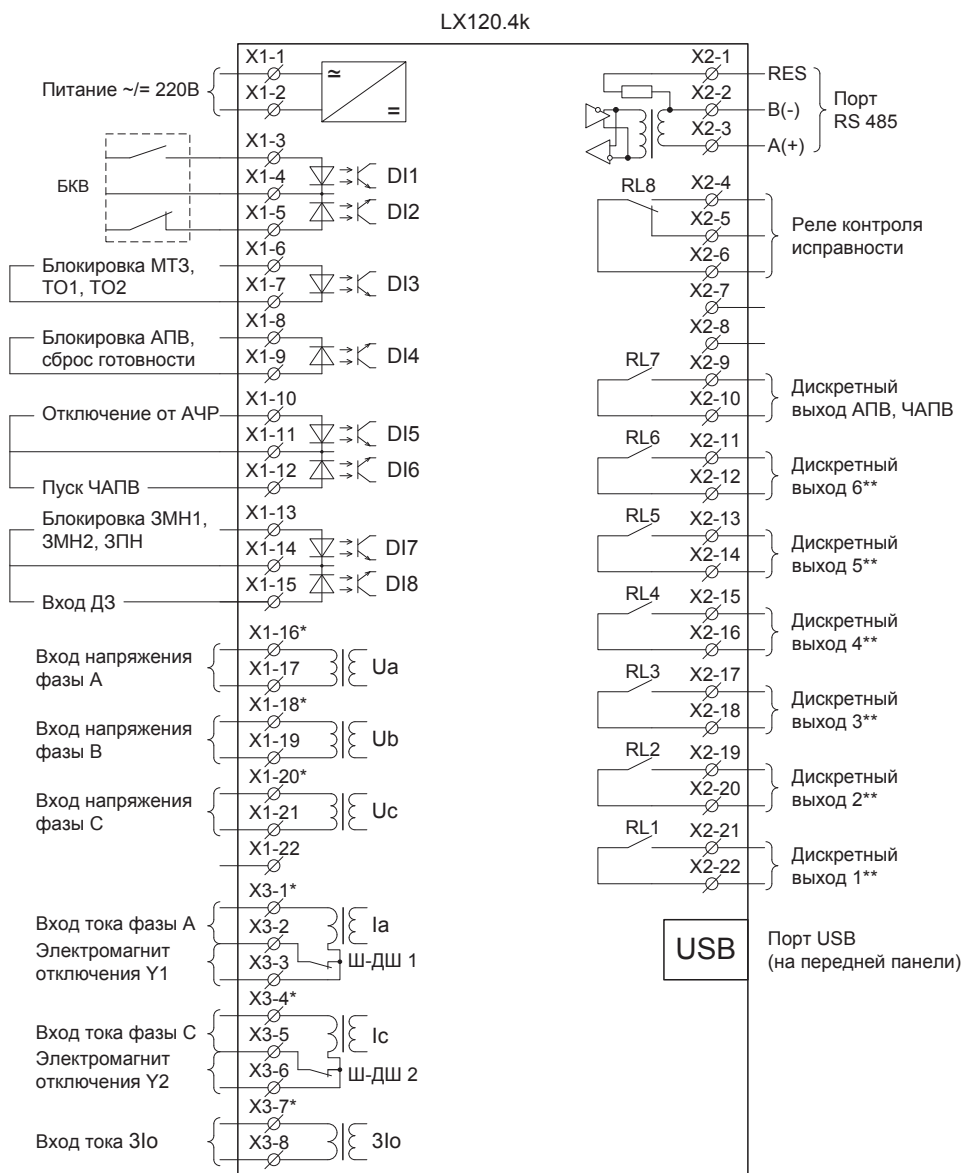 LX120.4k
Питание ~/= 220В
X1-1
X1-2
≃
=
БКВ
X1-3
X1-4
X1-5
DI1
DI2
Блокировка МТЗ,
ТО1, ТО2
X1-6
X1-7
DI3
Блокировка АПВ,
сброс готовности
X1-8
X1-9
DI4
Отключение от АЧР
X1-10
X1-11
X1-12
DI5
DI6
Пуск ЧАПВ
Блокировка ЗМН1,
ЗМН2, ЗПН
X1-13
X1-14
X1-15
DI7
DI8
Вход ДЗ
Вход напряжения
фазы А
X1-16*
X1-17
Ua
Вход напряжения
фазы В
X1-18*
X1-19
Ub
Вход напряжения
фазы С
X1-20*
X1-21
Uc
X1-22
Вход тока фазы А
X3-1*
X3-2
Ia
Электромагнит
отключения Y1
X3-3
Ш-ДШ 1
Вход тока фазы С
X3-4*
X3-5
Ic
Электромагнит
отключения Y2
X3-6
Ш-ДШ 2
Вход тока 3Io
X3-7*
X3-8
3Io
X2-1
RES
X2-2
B(-)
X2-3
A(+)
Порт
RS 485
RL8
X2-4
X2-5
X2-6
Реле контроля
исправности
X2-7
X2-8
RL7
X2-9
X2-10
Дискретный
выход АПВ, ЧАПВ
RL6
X2-11
X2-12
Дискретный
выход 6**
RL5
X2-13
X2-14
Дискретный
выход 5**
RL4
X2-15
X2-16
Дискретный
выход 4**
RL3
X2-17
X2-18
Дискретный
выход 3**
RL2
X2-19
X2-20
Дискретный
выход 2**
RL1
X2-21
X2-22
Дискретный
выход 1**
USB
Порт USB
(на передней панели)